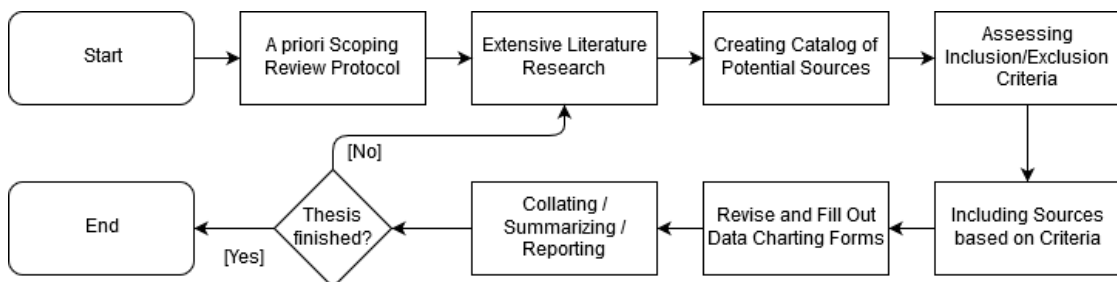 Start
A priori Scoping
Review Protocol
Extensive Literature
Research
Creating Catalog of
Potential Sources
Assessing
Inclusion/Exclusion
Criteria
[No]
End
[Yes]
Thesis
finished?
Collating /
Summarizing /
Reporting
Revise and Fill Out
Data Charting Forms
Including Sources
based on Criteria